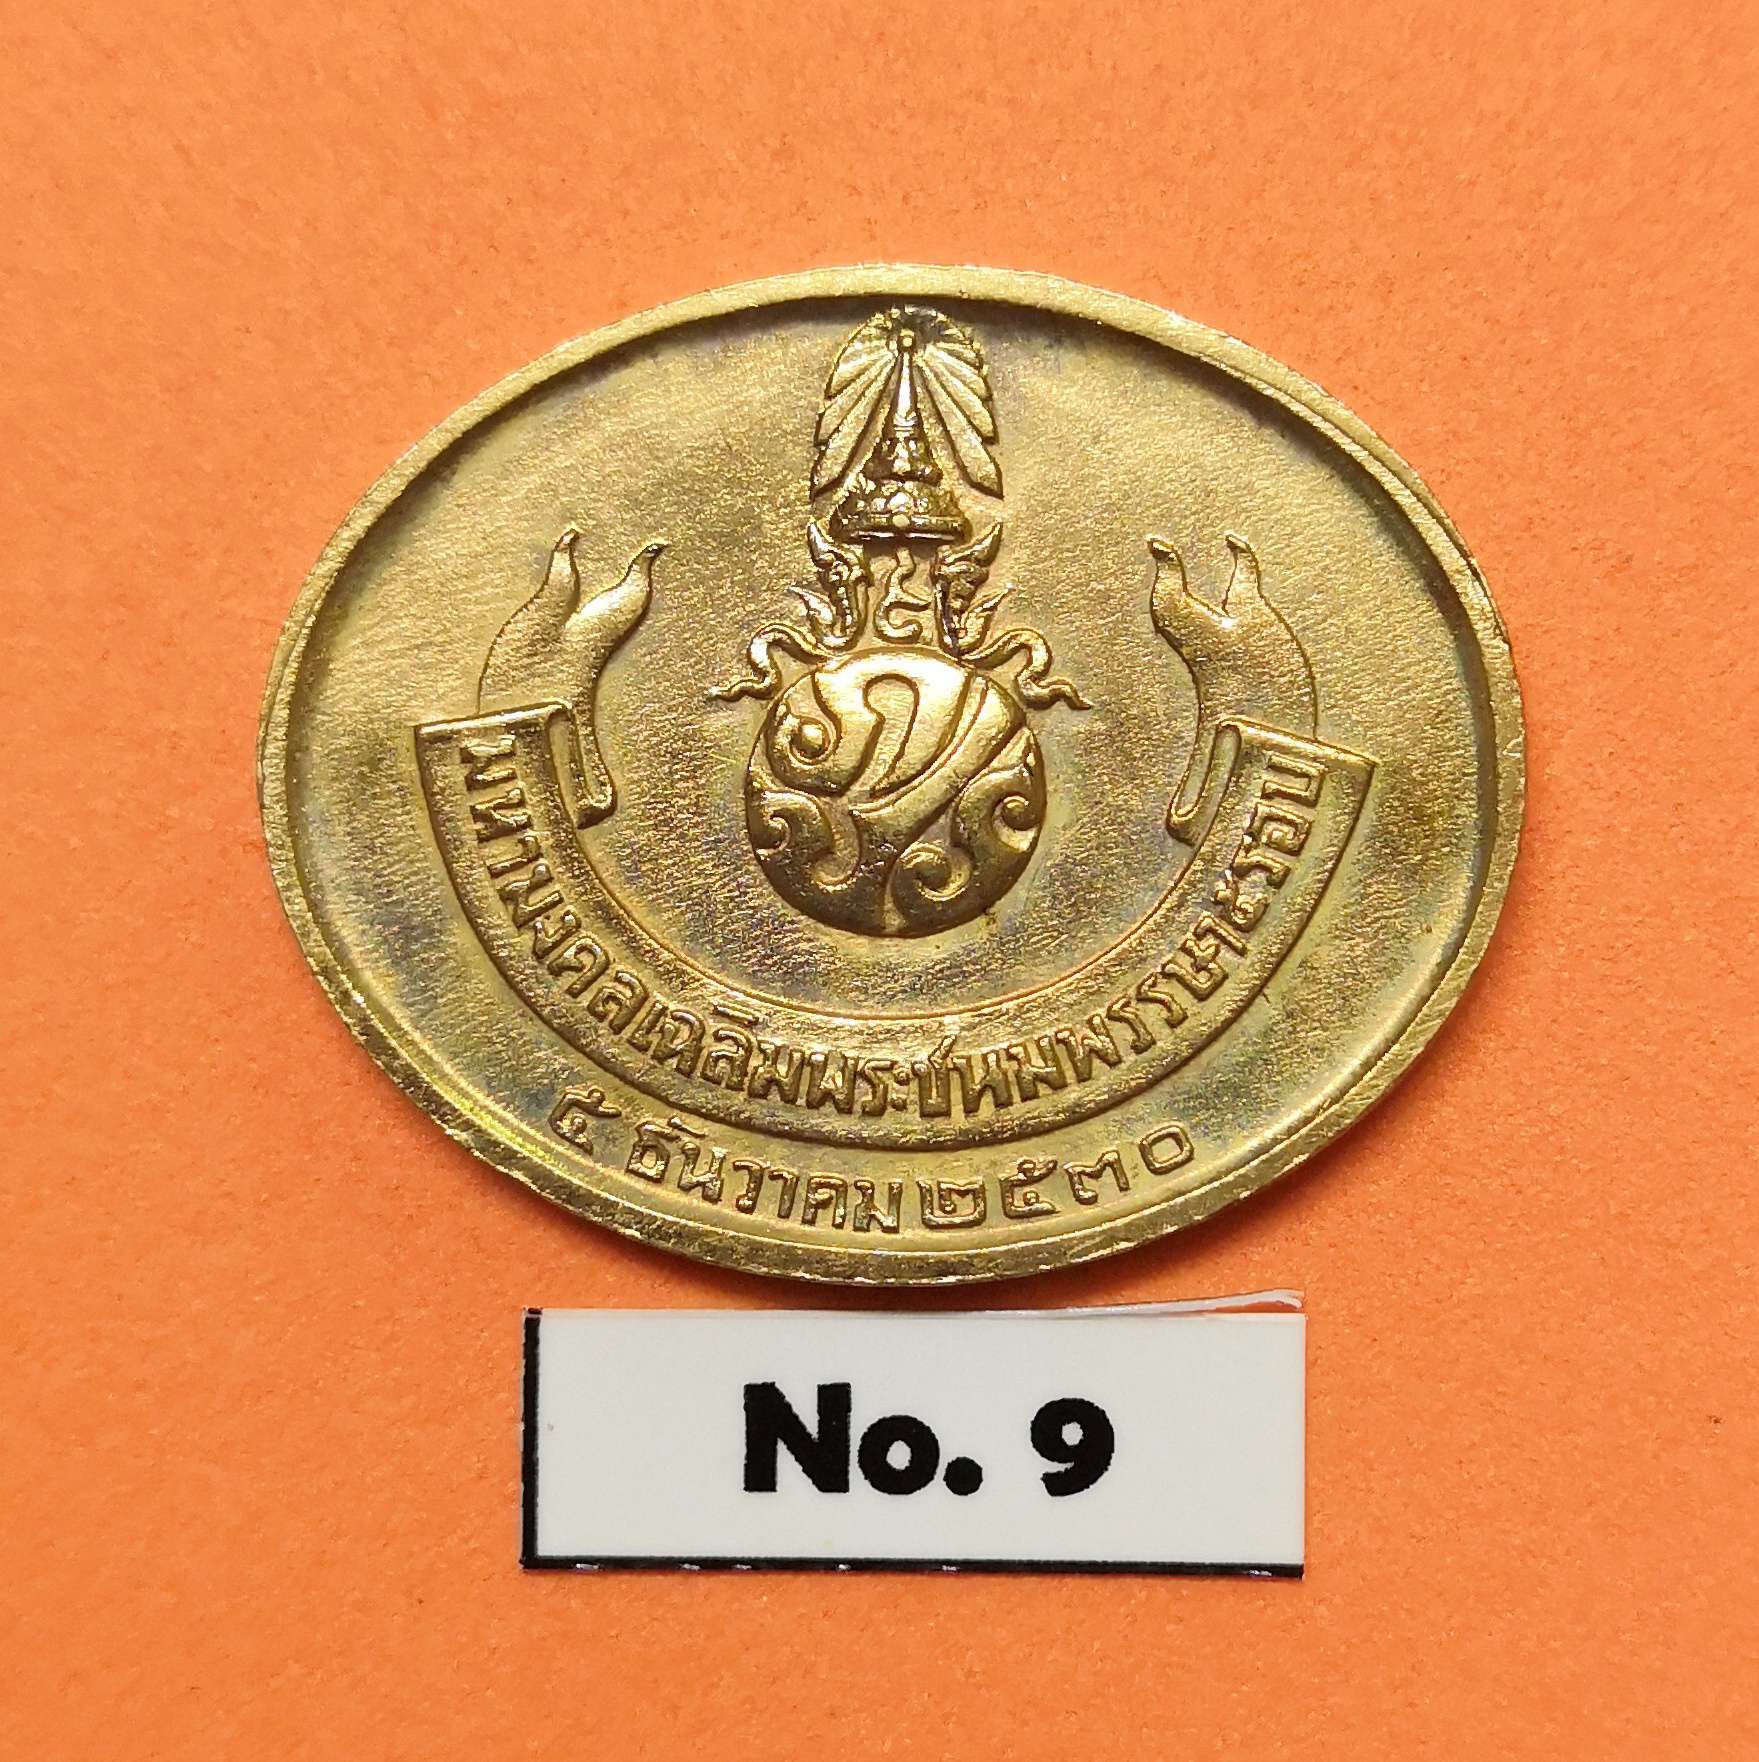 มหามงคลเฉลิมพระชนมพรรษา ๕ รอบ
๕ ธันวาคม ๒๕๓๐
No. 9